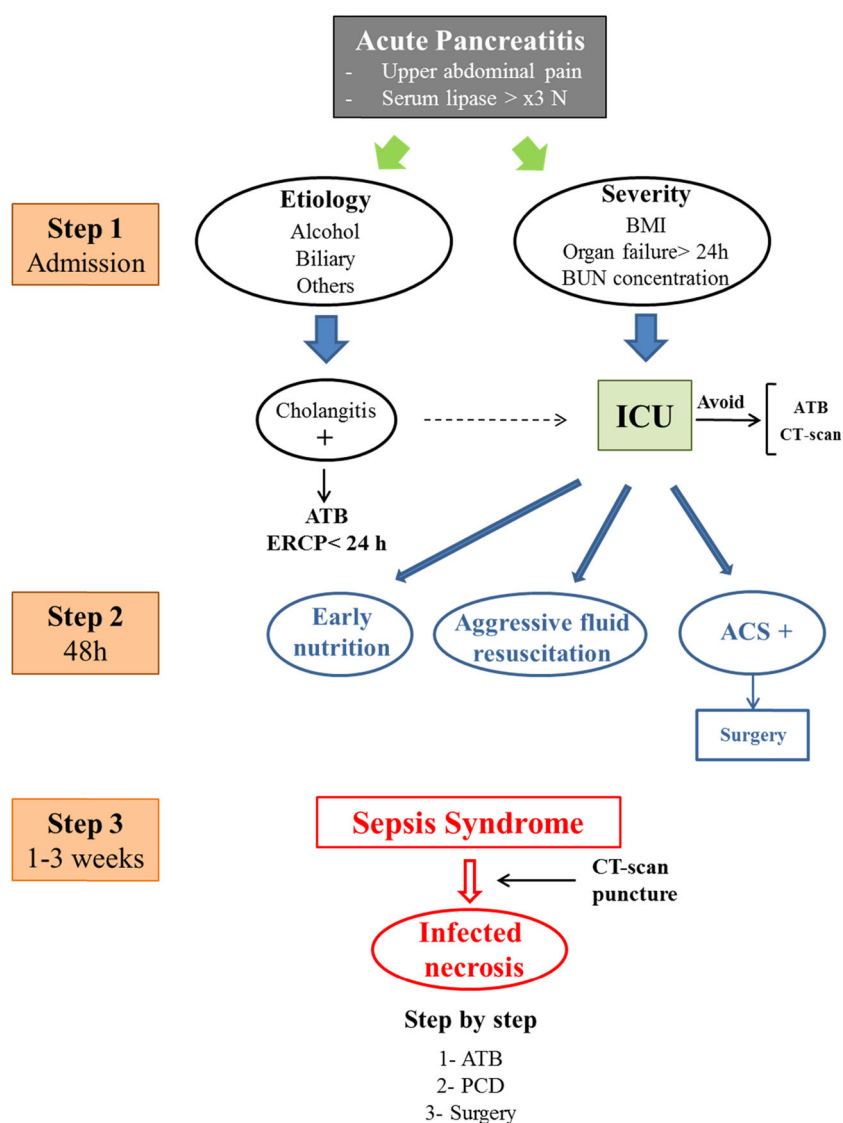 Acute Pancreatitis
- Upper abdominal pain
- Serum lipase > x3 N
Step 1
Admission
Etiology
Alcohol
Biliary
Others
Severity
BMI
Organ failure> 24h
BUN concentration
Cholangitis
+
ICU
Avoid
ATB
CT-scan
ATB
ERCP< 24 h
Step 2
48h
Early
nutrition
Aggressive fluid
resuscitation
ACS +
Surgery
Step 3
1-3 weeks
Sepsis Syndrome
CT-scan
puncture
Infected
necrosis
Step by step
1- ATB
2- PCD
3- Surgery